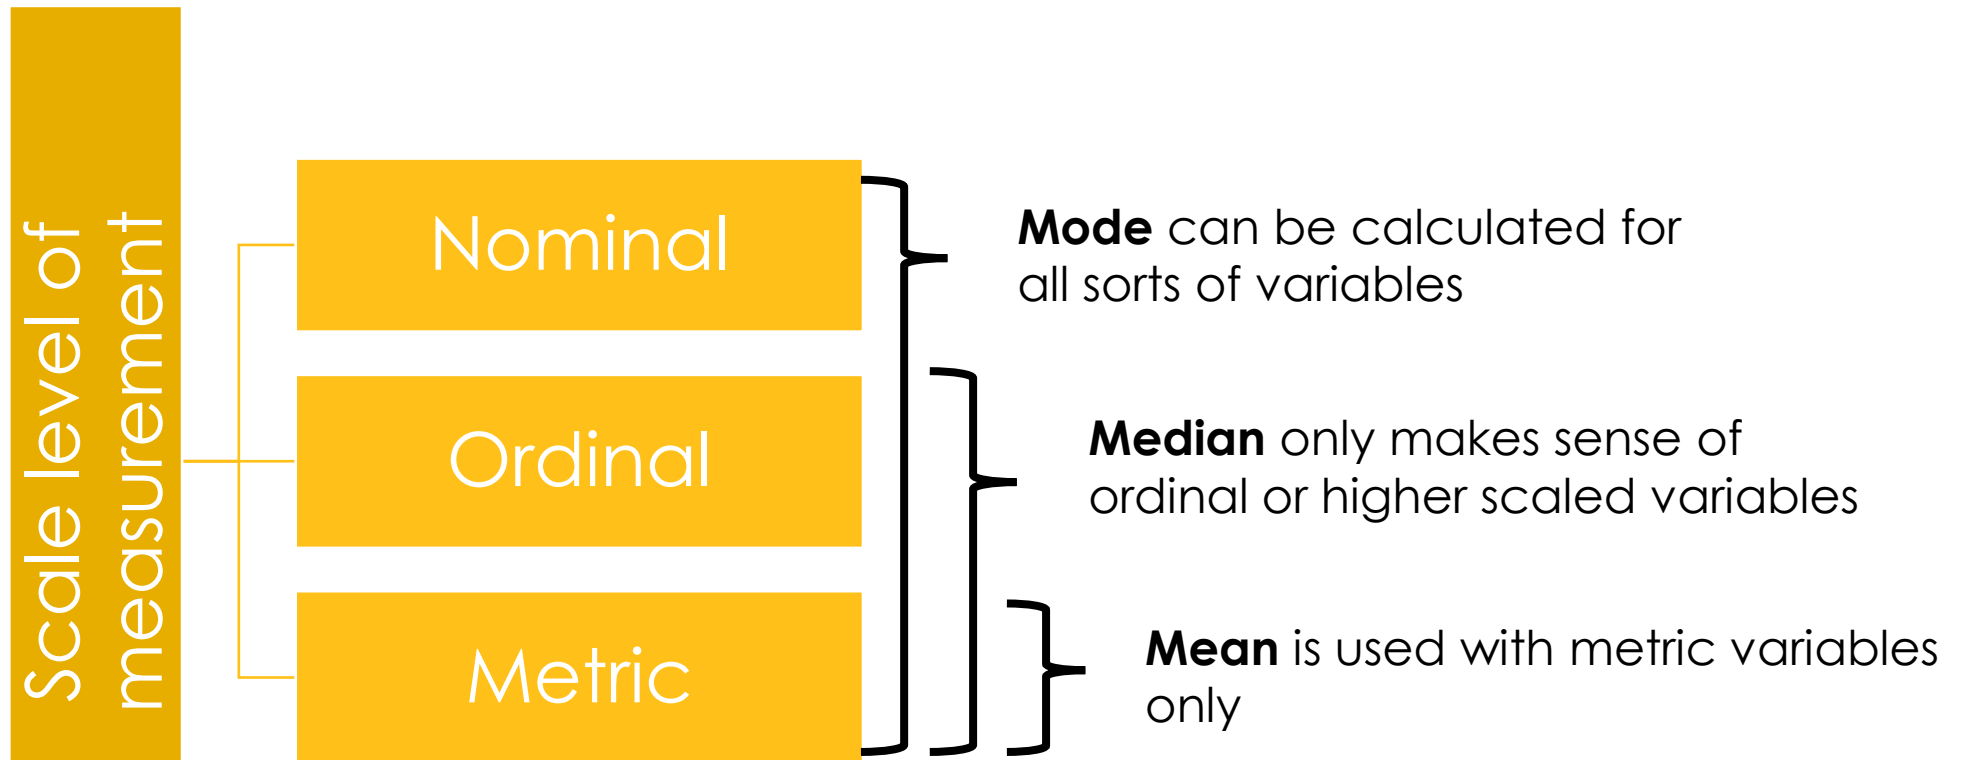 Scale level of
measurement
Nominal
Mode can be calculated for
all sorts of variables
Ordinal
Median only makes sense of
ordinal or higher scaled variables
Metric
Mean is used with metric variables
only